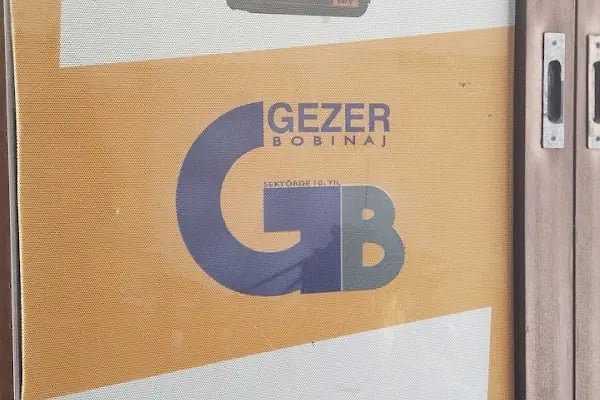 GEZER
BOBINAJ
SEKTÖRDE 10. YIL
GB